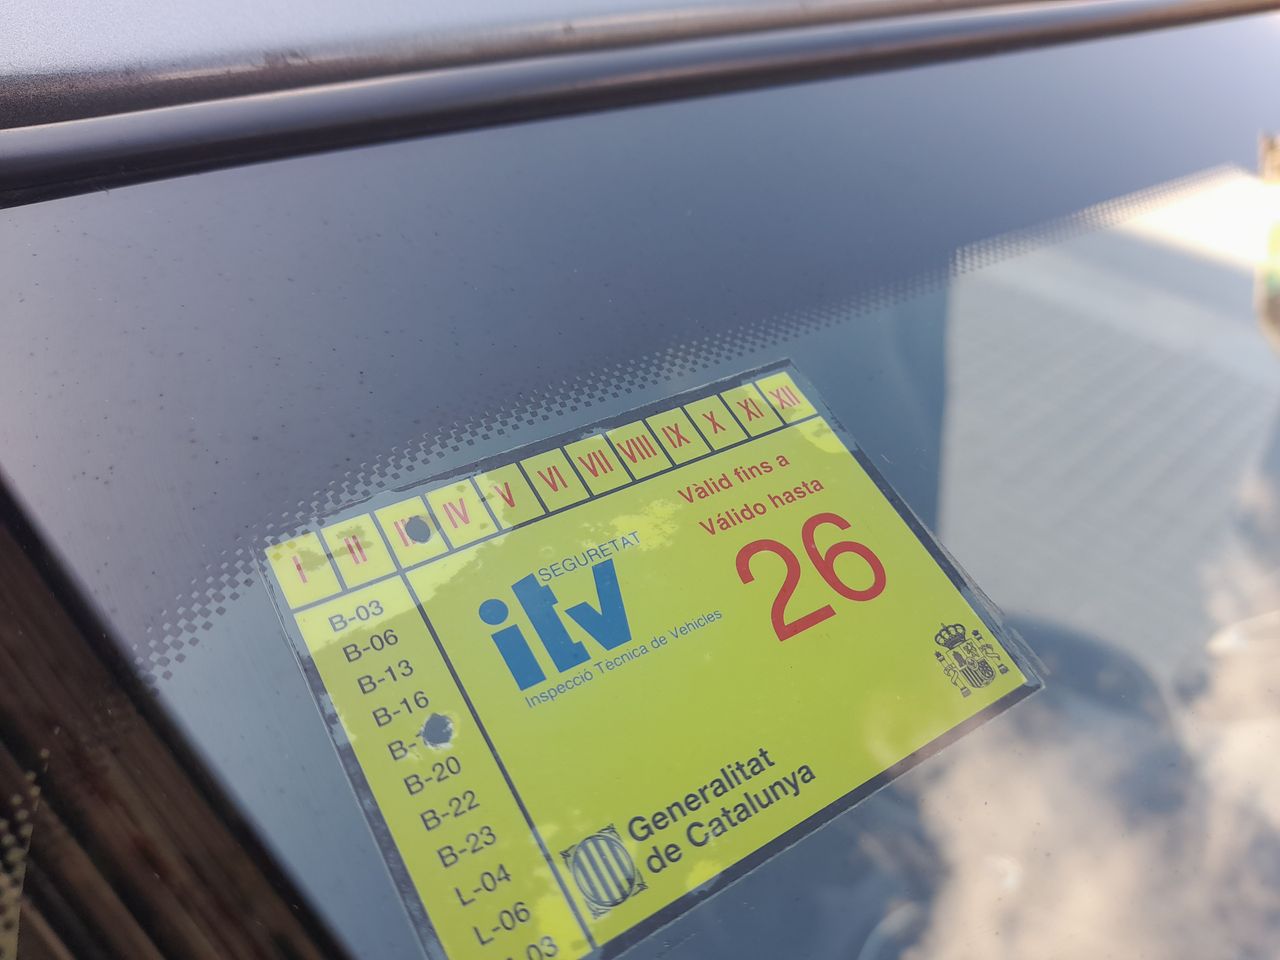 I II IV V VI VII VIII IX X XI XII
Vàlid fins a
Válido hasta
26
SEGURETAT
itv
Inspecció Tècnica de Vehicles
B-03
B-06
B-13
B-16
B-20
B-22
B-23
L-04
L-06
Generalitat
de Catalunya